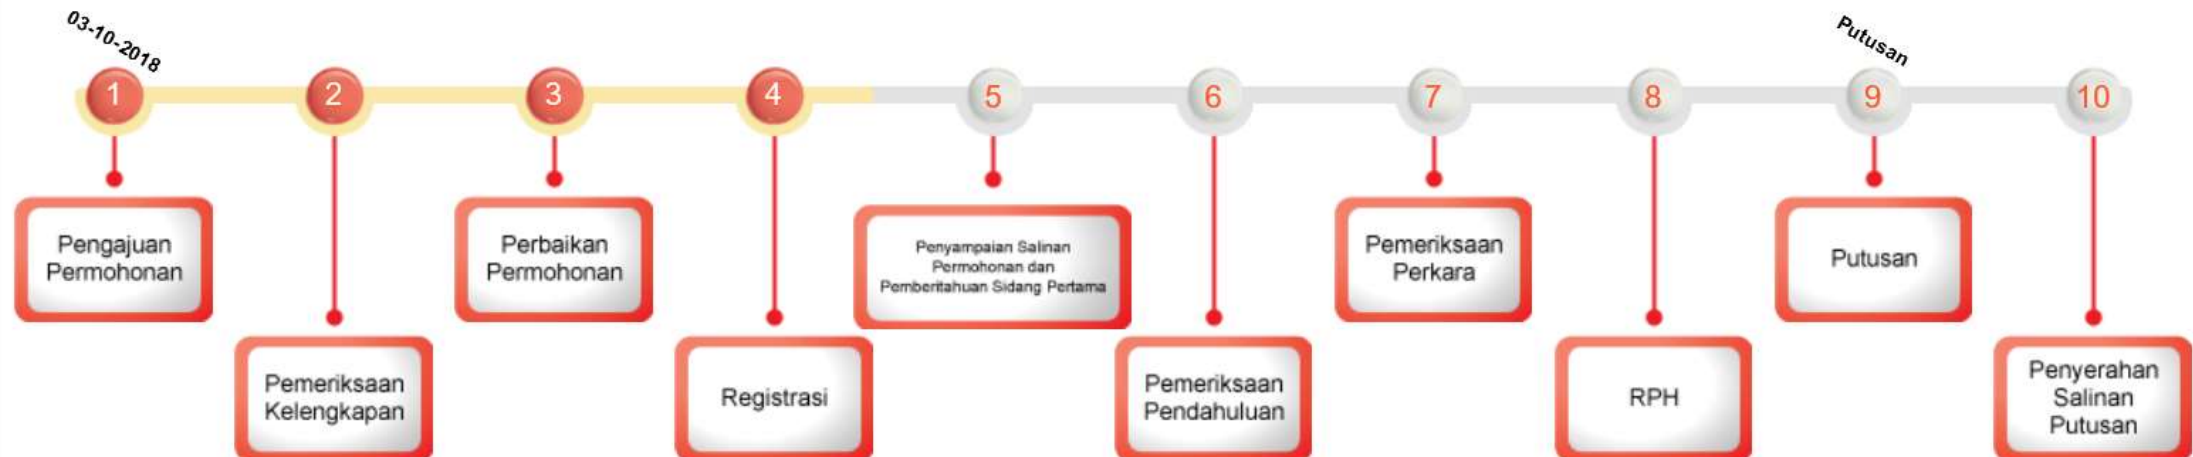 03-10-2018
Putusan
1
2
3
4
5
6
7
8
9
10
Pengajuan
Permohonan
Pemeriksaan
Kelengkapan
Perbaikan
Permohonan
Registrasi
Penyampaian Salinan
Permohonan dan
Pemberitahuan Sidang Pertama
Pemeriksaan
Pendahuluan
Pemeriksaan
Perkara
RPH
Putusan
Penyerahan
Salinan
Putusan